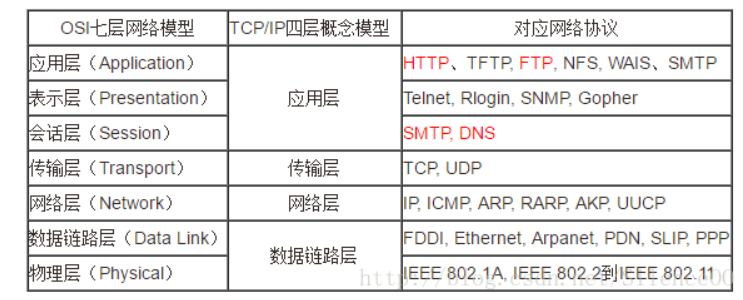 OSI七层网络模型 TCP/IP四层概念模型 对应网络协议
应用层（Application） 应用层 HTTP、TFTP, FTP, NFS, WAIS、SMTP
表示层（Presentation） Telnet, Rlogin, SNMP, Gopher
会话层（Session） SMTP, DNS
传输层（Transport） 传输层 TCP, UDP
网络层（Network） 网络层 IP, ICMP, ARP, RARP, AKP, UUCP
数据链路层（Data Link） 数据链路层 FDDI, Ethernet, Arpanet, PDN, SLIP, PPP
物理层（Physical） IEEE 802.1A, IEEE 802.2到IEEE 802.11